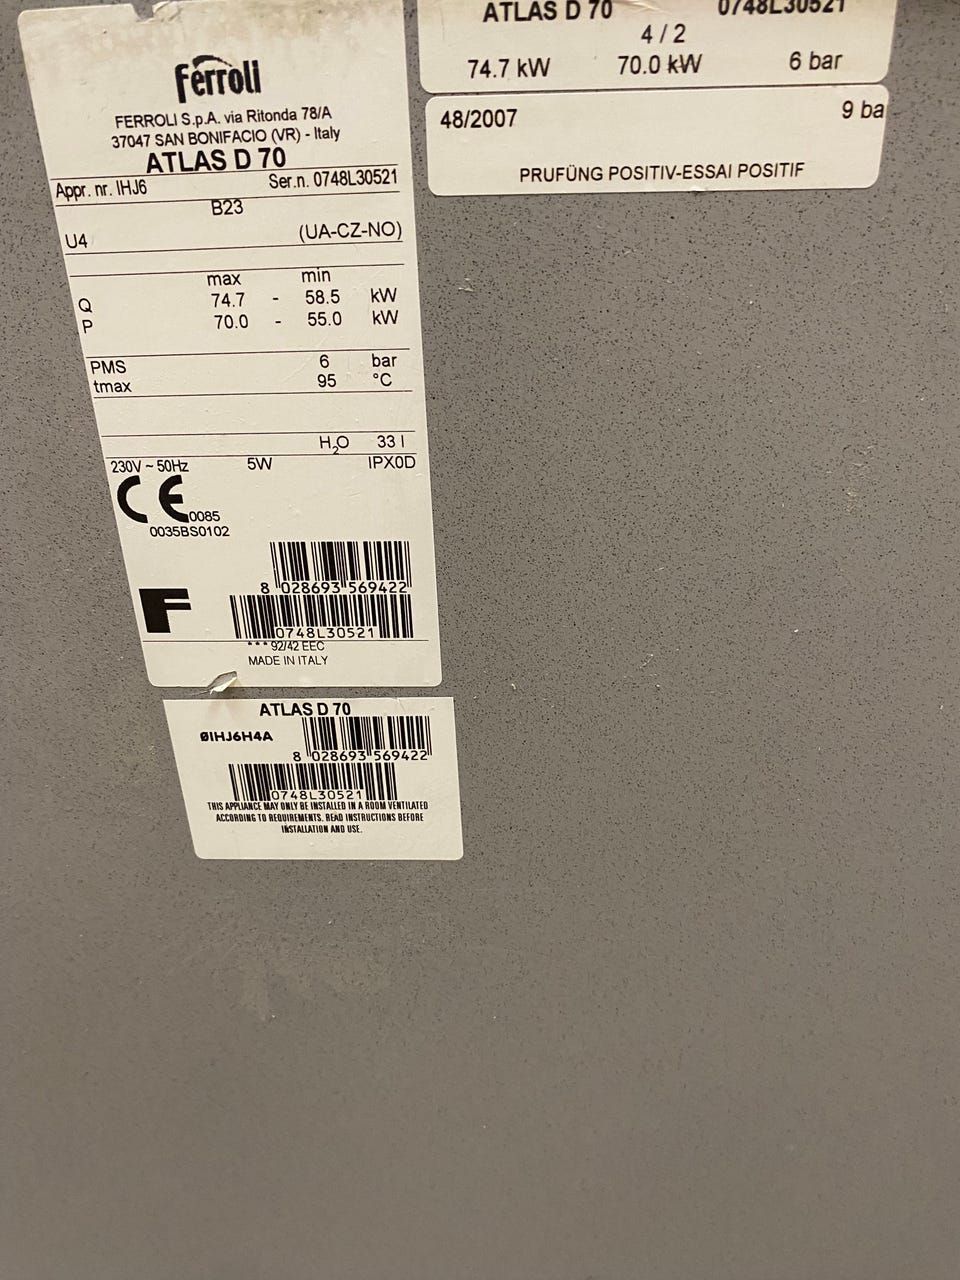 ferroli
FERROLI S.p.A. via Ritonda 78/A
37047 SAN BONIFACIO (VR) - Italy
ATLAS D 70
Appr. nr. IHJ6 Ser.n. 0748L30521
B23
U4 (UA-CZ-NO)
max min
Q 74.7 - 58.5 kW
P 70.0 - 55.0 kW
PMS 6 bar
tmax 95 °C
H₂O 33 l
230V ~ 50Hz 5W IPX0D
CE 0085
0035BS0102
8 028693 569422
F
0748L30521
*** 92/42 EEC
MADE IN ITALY
ATLAS D 70
0IHJ6H4A
8 028693 569422
0748L30521
THIS APPLIANCE MAY ONLY BE INSTALLED IN A ROOM VENTILATED
ACCORDING TO REQUIREMENTS. READ INSTRUCTIONS BEFORE
INSTALLATION AND USE.
ATLAS D 70 0748L30521
4 / 2
74.7 kW 70.0 kW 6 bar
48/2007 9 ba
PRUFÜNG POSITIV-ESSAI POSITIF